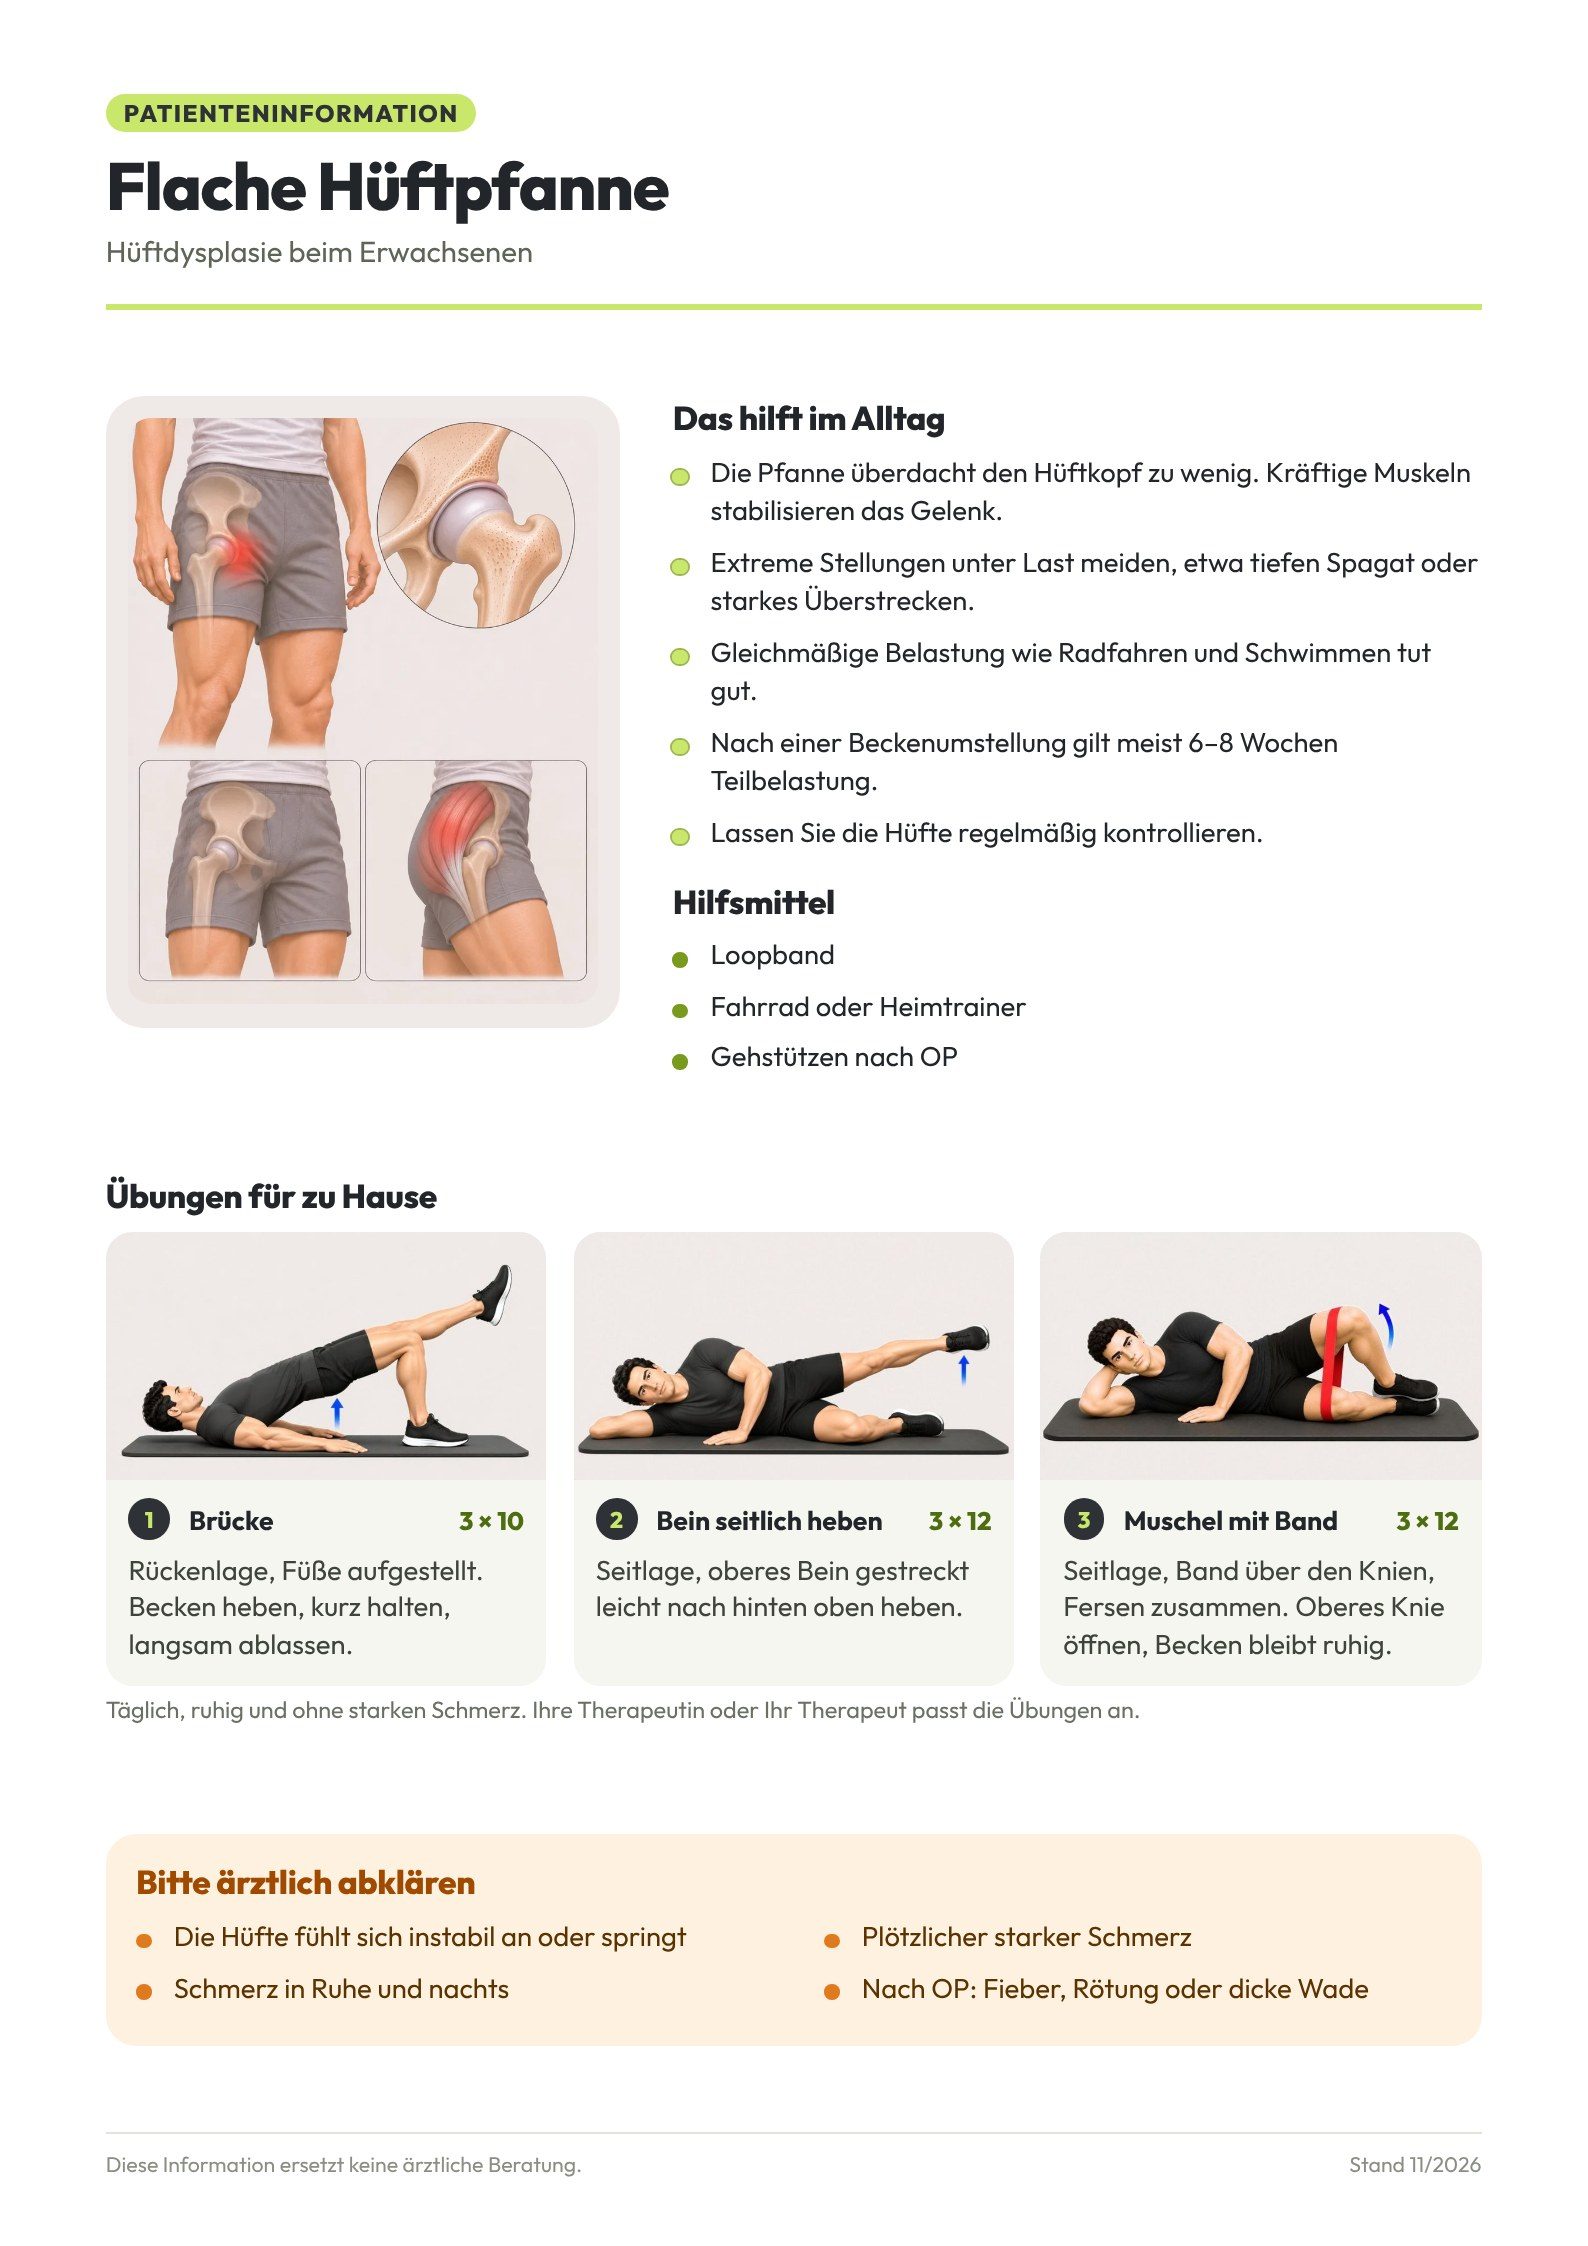 PATIENTENINFORMATION
Flache Hüftpfanne
Hüftdysplasie beim Erwachsenen
Das hilft im Alltag
Die Pfanne überdacht den Hüftkopf zu wenig. Kräftige Muskeln
stabilisieren das Gelenk.
Extreme Stellungen unter Last meiden, etwa tiefen Spagat oder
starkes Überstrecken.
Gleichmäßige Belastung wie Radfahren und Schwimmen tut
gut.
Nach einer Beckenumstellung gilt meist 6–8 Wochen
Teilbelastung.
Lassen Sie die Hüfte regelmäßig kontrollieren.
Hilfsmittel
Loopband
Fahrrad oder Heimtrainer
Gehstützen nach OP
Übungen für zu Hause
1 Brücke 3 × 10
Rückenlage, Füße aufgestellt.
Becken heben, kurz halten,
langsam ablassen.
2 Bein seitlich heben 3 × 12
Seitlage, oberes Bein gestreckt
leicht nach hinten oben heben.
3 Muschel mit Band 3 × 12
Seitlage, Band über den Knien,
Fersen zusammen. Oberes Knie
öffnen, Becken bleibt ruhig.
Täglich, ruhig und ohne starken Schmerz. Ihre Therapeutin oder Ihr Therapeut passt die Übungen an.
Bitte ärztlich abklären
Die Hüfte fühlt sich instabil an oder springt
Schmerz in Ruhe und nachts
Plötzlicher starker Schmerz
Nach OP: Fieber, Rötung oder dicke Wade
Diese Information ersetzt keine ärztliche Beratung.
Stand 11/2026